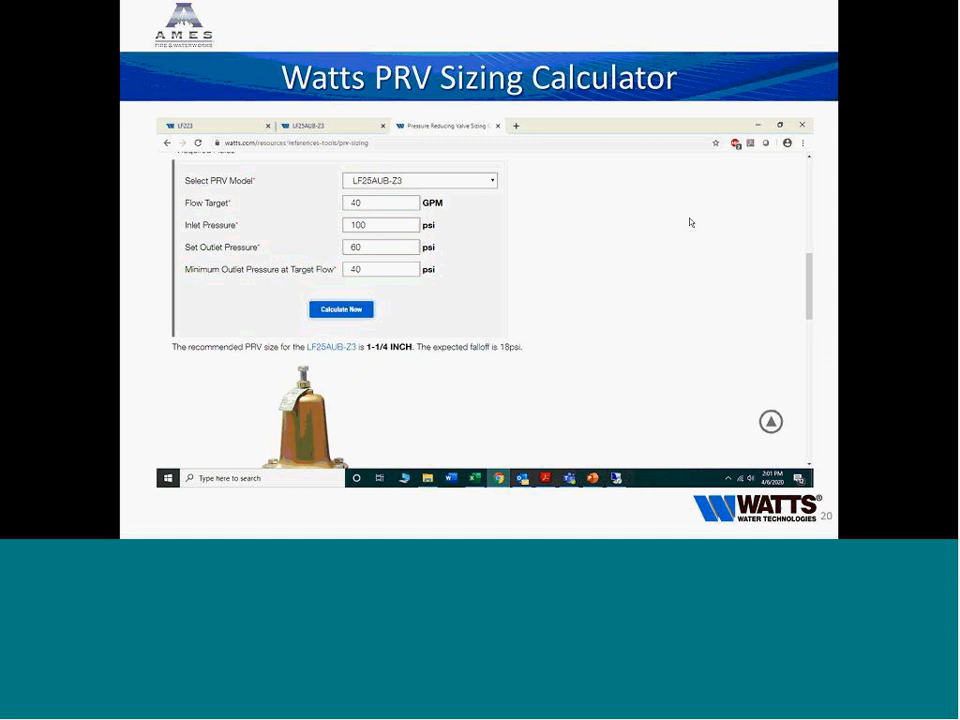 AMES
FIRE & WATERWORKS
Watts PRV Sizing Calculator
LF223
LF25AUB-Z3
Pressure Reducing Valve Sizing
watts.com/resources/references-tools/prv-sizing
Select PRV Model*
LF25AUB-Z3
Flow Target*
40
GPM
Inlet Pressure*
100
psi
Set Outlet Pressure*
60
psi
Minimum Outlet Pressure at Target Flow*
40
psi
Calculate Now
The recommended PRV size for the LF25AUB-Z3 is 1-1/4 INCH. The expected falloff is 18psi.
Type here to search
2:01 PM
4/6/2020
WATTS®
WATER TECHNOLOGIES
20